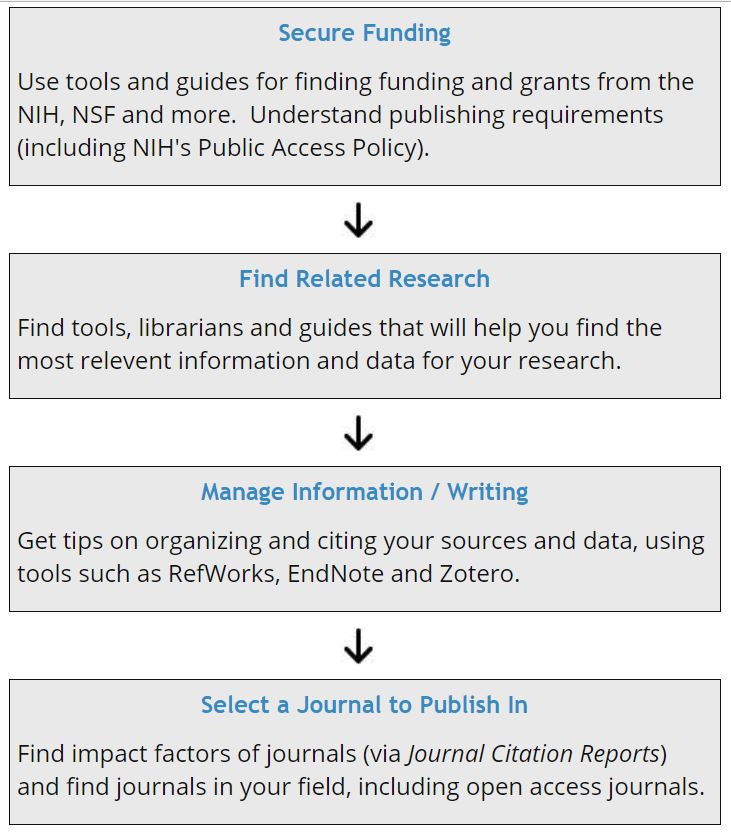 Secure Funding
Use tools and guides for finding funding and grants from the
NIH, NSF and more.  Understand publishing requirements
(including NIH's Public Access Policy).
Find Related Research
Find tools, librarians and guides that will help you find the
most relevent information and data for your research.
Manage Information / Writing
Get tips on organizing and citing your sources and data, using
tools such as RefWorks, EndNote and Zotero.
Select a Journal to Publish In
Find impact factors of journals (via Journal Citation Reports)
and find journals in your field, including open access journals.